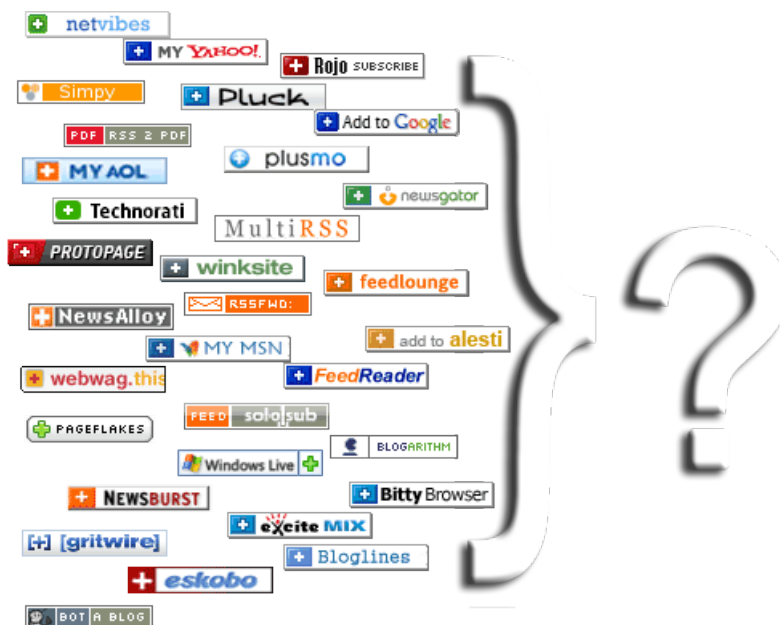 netvibes
MY YAHOO!
Rojo SUBSCRIBE
Simpy
Pluck
Add to Google
PDF RSS 2 PDF
plusmo
MY AOL
newsgator
Technorati
MultiRSS
PROTOPAGE
winksite
feedlounge
RSSFWD:
NewsAlloy
add to alesti
MY MSN
FeedReader
webwag.this
FEED solosub
PAGEFLAKES
BLOGARITHM
Windows Live
Bitty Browser
NEWSBURST
excite MIX
[+] [gritwire]
Bloglines
eskobo
BOT A BLOG
?